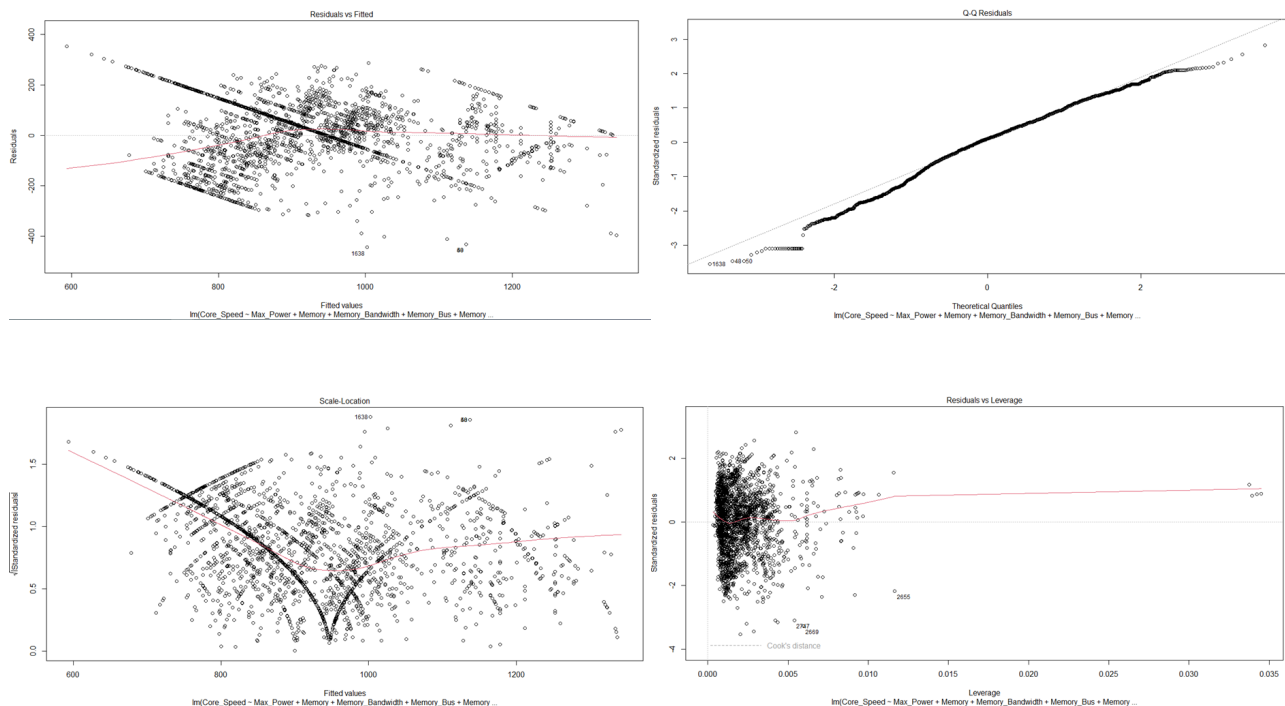 Residuals vs Fitted
Residuals
200
0
-200
-400
600
800
1000
1200
1638
Fitted values
lm(Core_Speed ~ Max_Power + Memory + Memory_Bandwidth + Memory_Bus + Memory ...
Q-Q Residuals
Standardized residuals
2
1
0
-1
-2
-3
-2
0
2
1638
48
50
Theoretical Quantiles
lm(Core_Speed ~ Max_Power + Memory + Memory_Bandwidth + Memory_Bus + Memory ...
Scale-Location
√|Standardized residuals|
1.5
1.0
0.5
0.0
600
800
1000
1200
1638
Fitted values
lm(Core_Speed ~ Max_Power + Memory + Memory_Bandwidth + Memory_Bus + Memory ...
Residuals vs Leverage
Standardized residuals
2
0
-2
-4
2655
2747
2669
Cook's distance
0.000
0.005
0.010
0.015
0.020
0.025
0.030
0.035
Leverage
lm(Core_Speed ~ Max_Power + Memory + Memory_Bandwidth + Memory_Bus + Memory ...